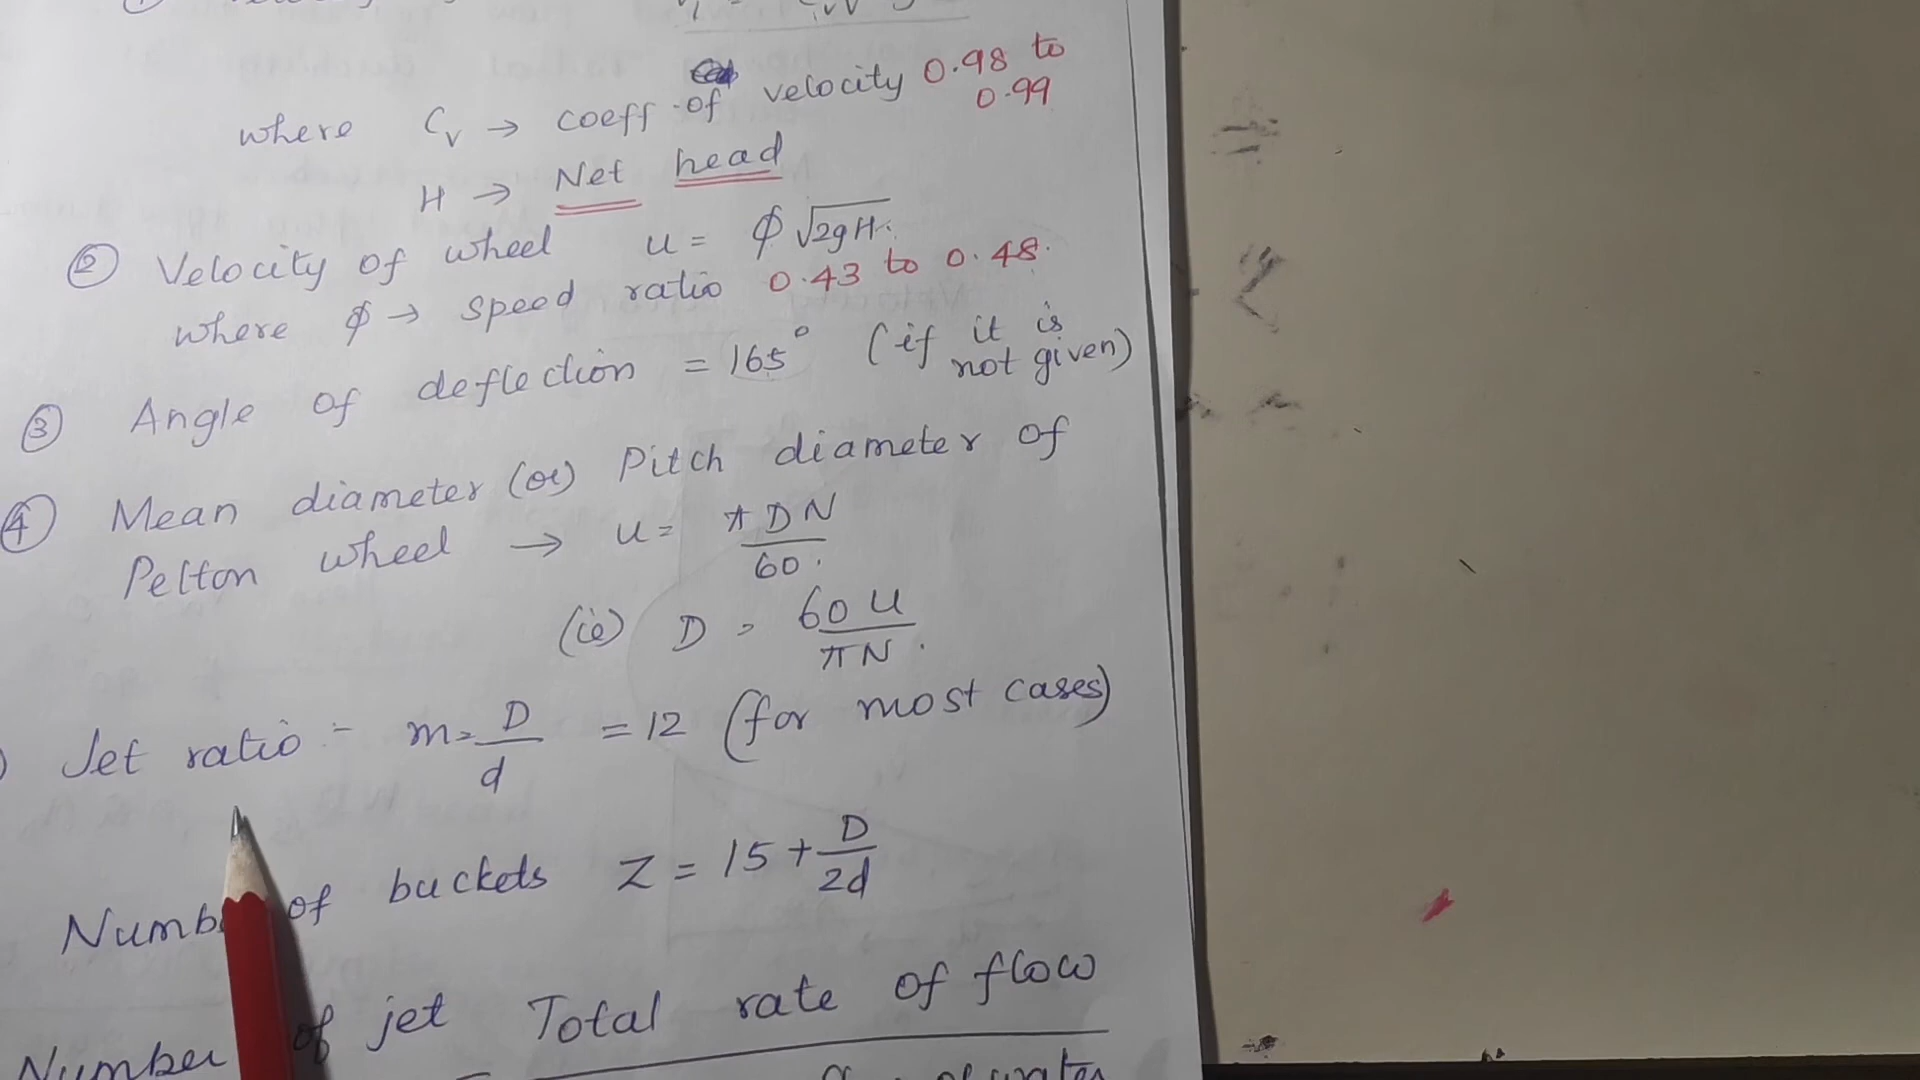 where Cv → coeff. of velocity 0.98 to 0.99
H → Net head
② Velocity of wheel u = φ √2gH.
where φ → speed ratio 0.43 to 0.48.
③ Angle of deflection = 165° (if it is not given)
④ Mean diameter (or) Pitch diameter of
Pelton wheel → u = πDN / 60.
(ie) D = 60 u / πN.
Jet ratio :- m = D / d = 12 (for most cases)
Number of buckets Z = 15 + D / 2d
Number of jet Total rate of flow